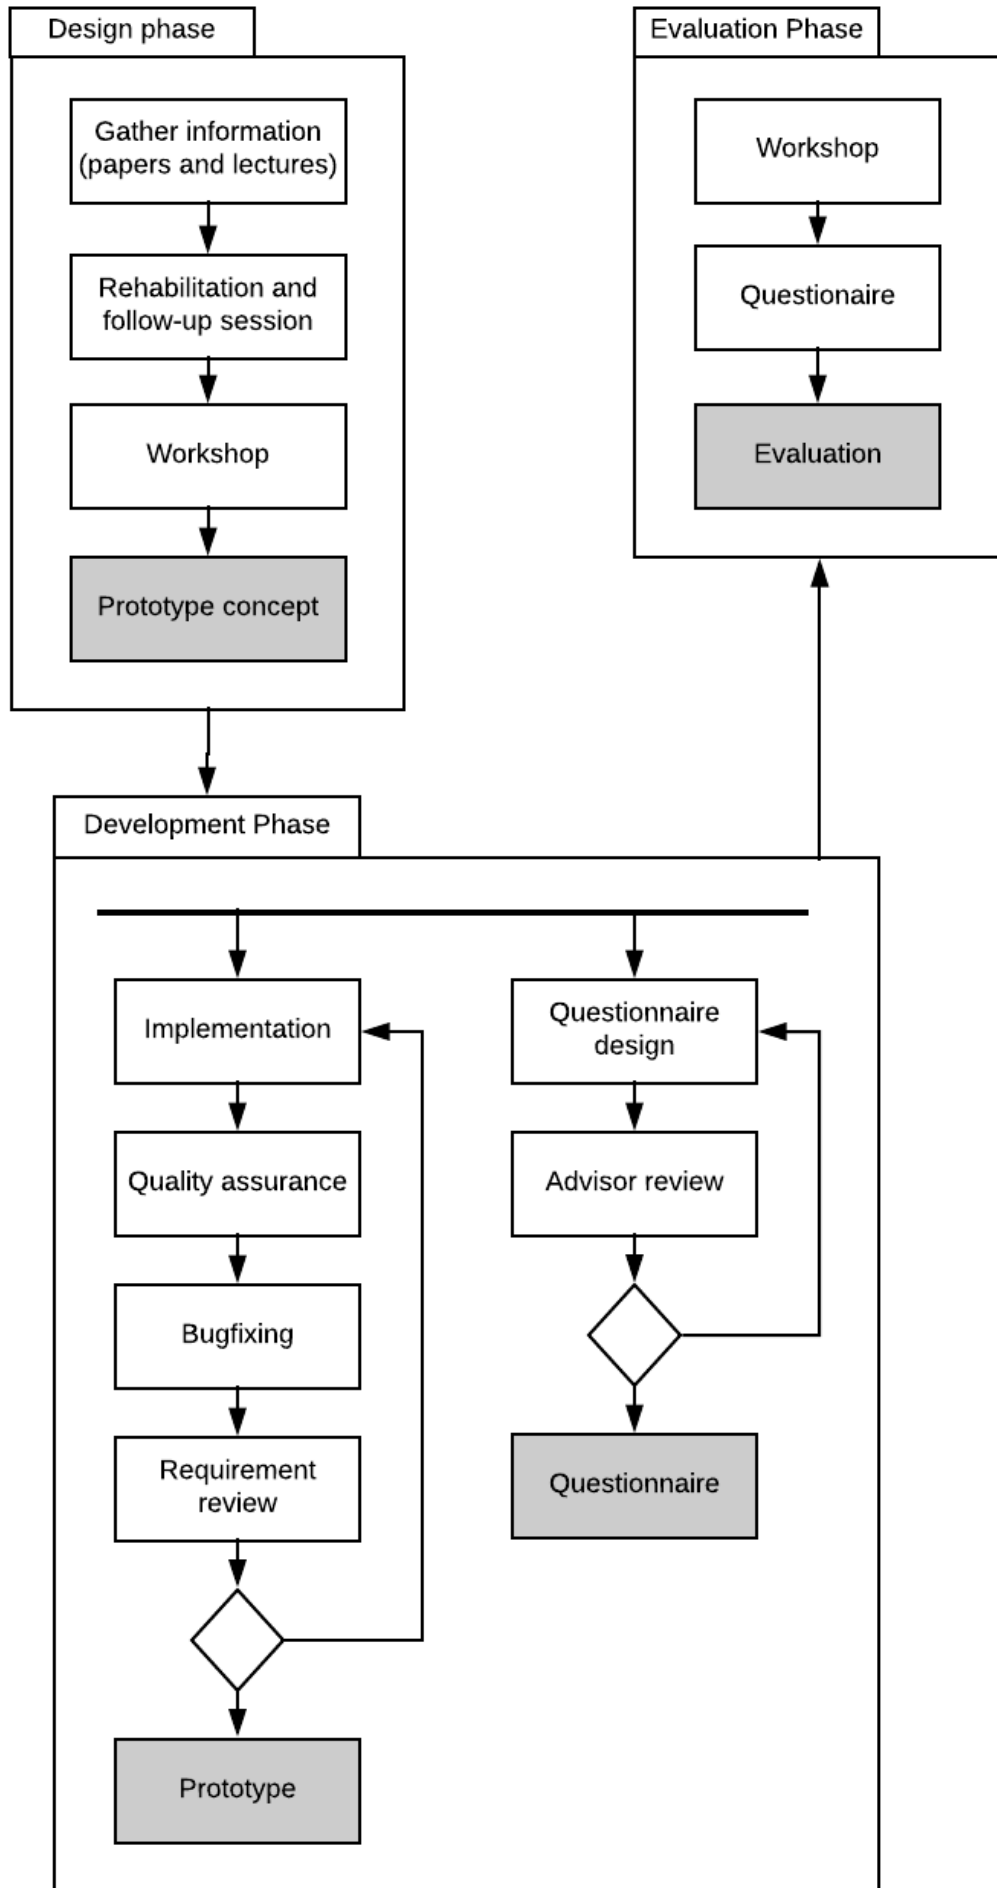 Design phase
Gather information
(papers and lectures)
Rehabilitation and
follow-up session
Workshop
Prototype concept
Evaluation Phase
Workshop
Questionaire
Evaluation
Development Phase
Implementation
Quality assurance
Bugfixing
Requirement
review
Prototype
Questionnaire
design
Advisor review
Questionnaire